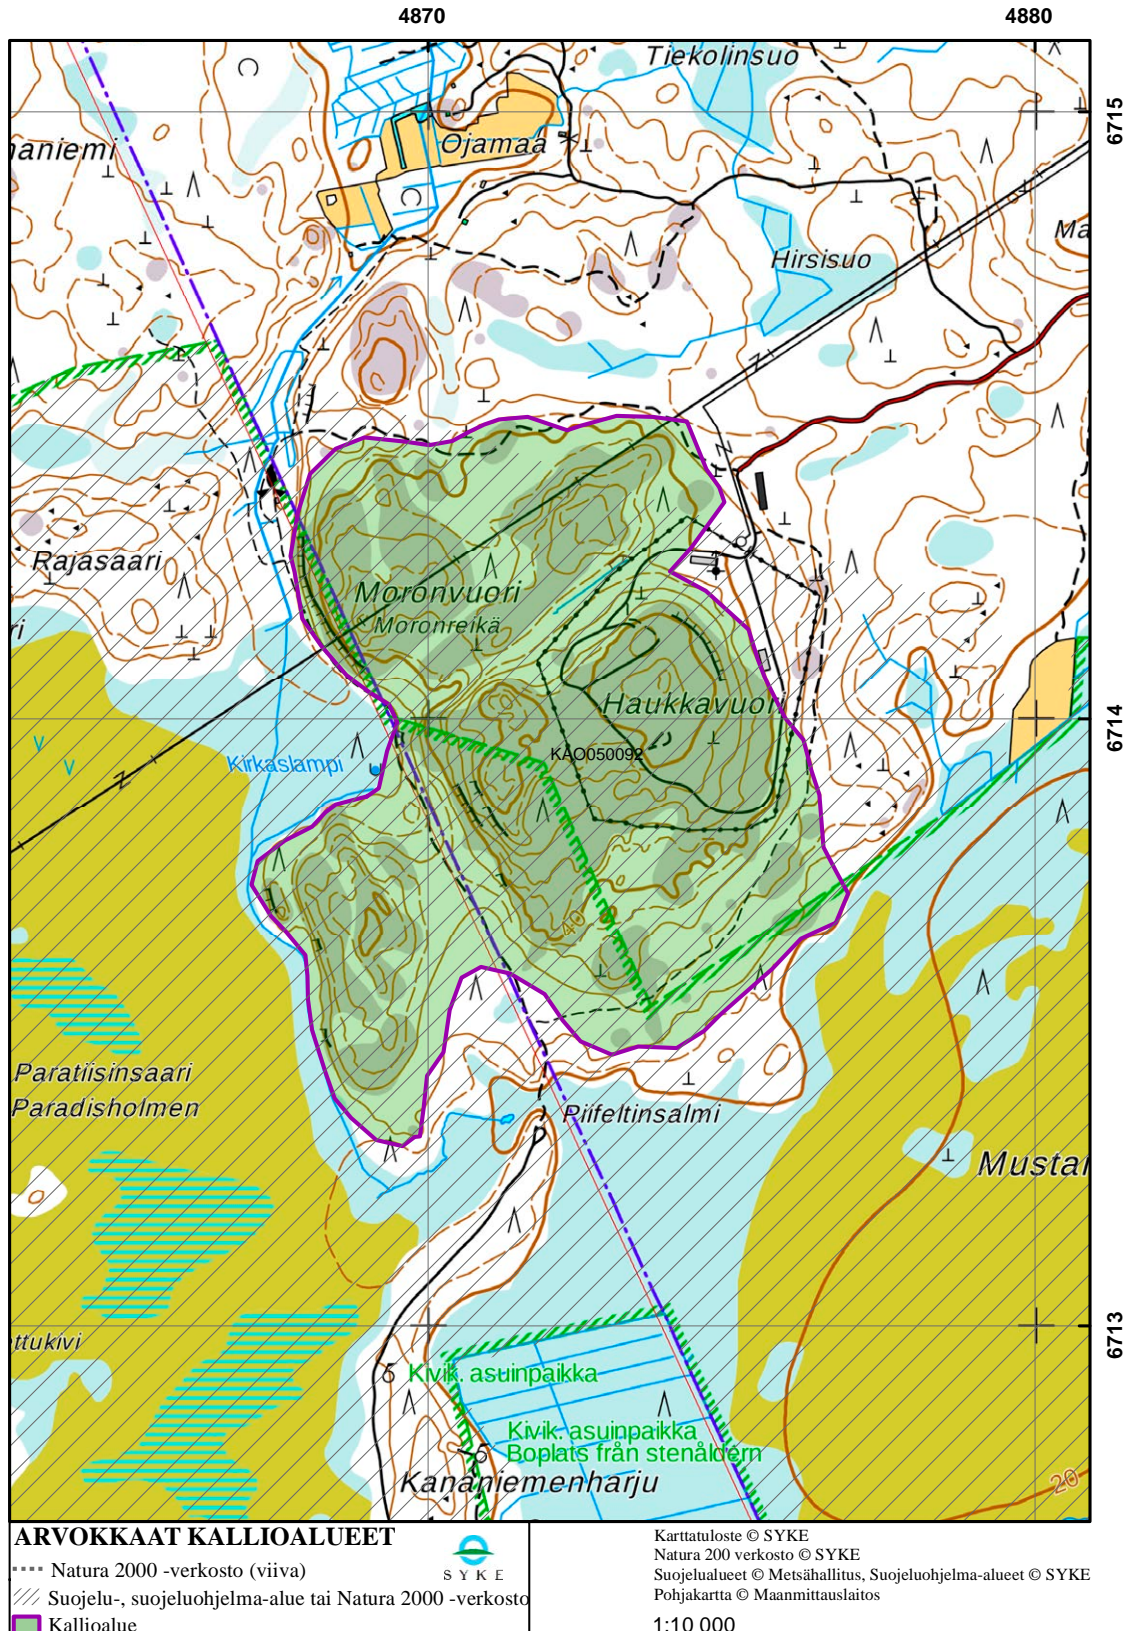 4870
4880
Tiekolinsuo
6715
Ojamaa
naniemi
Hirsisuo
Ma
Rajasaari
Moronvuori
Moronreikä
ri
Haukkavuori
6714
KAO050092
Kirkaslampi
40
Paratiisinsaari
Paradisholmen
Piifeltinsalmi
Mustar
ttukivi
6713
Kivik. asuinpaikka
Kivik. asuinpaikka
Boplats från stenåldern
Kananiemenharju
20
ARVOKKAAT KALLIOALUEET
Natura 2000 -verkosto (viiva)
SYKE
Suojelu-, suojeluohjelma-alue tai Natura 2000 -verkosto
Kallioalue
Karttatuloste © SYKE
Natura 200 verkosto © SYKE
Suojelualueet © Metsähallitus, Suojeluohjelma-alueet © SYKE
Pohjakartta © Maanmittauslaitos
1:10 000